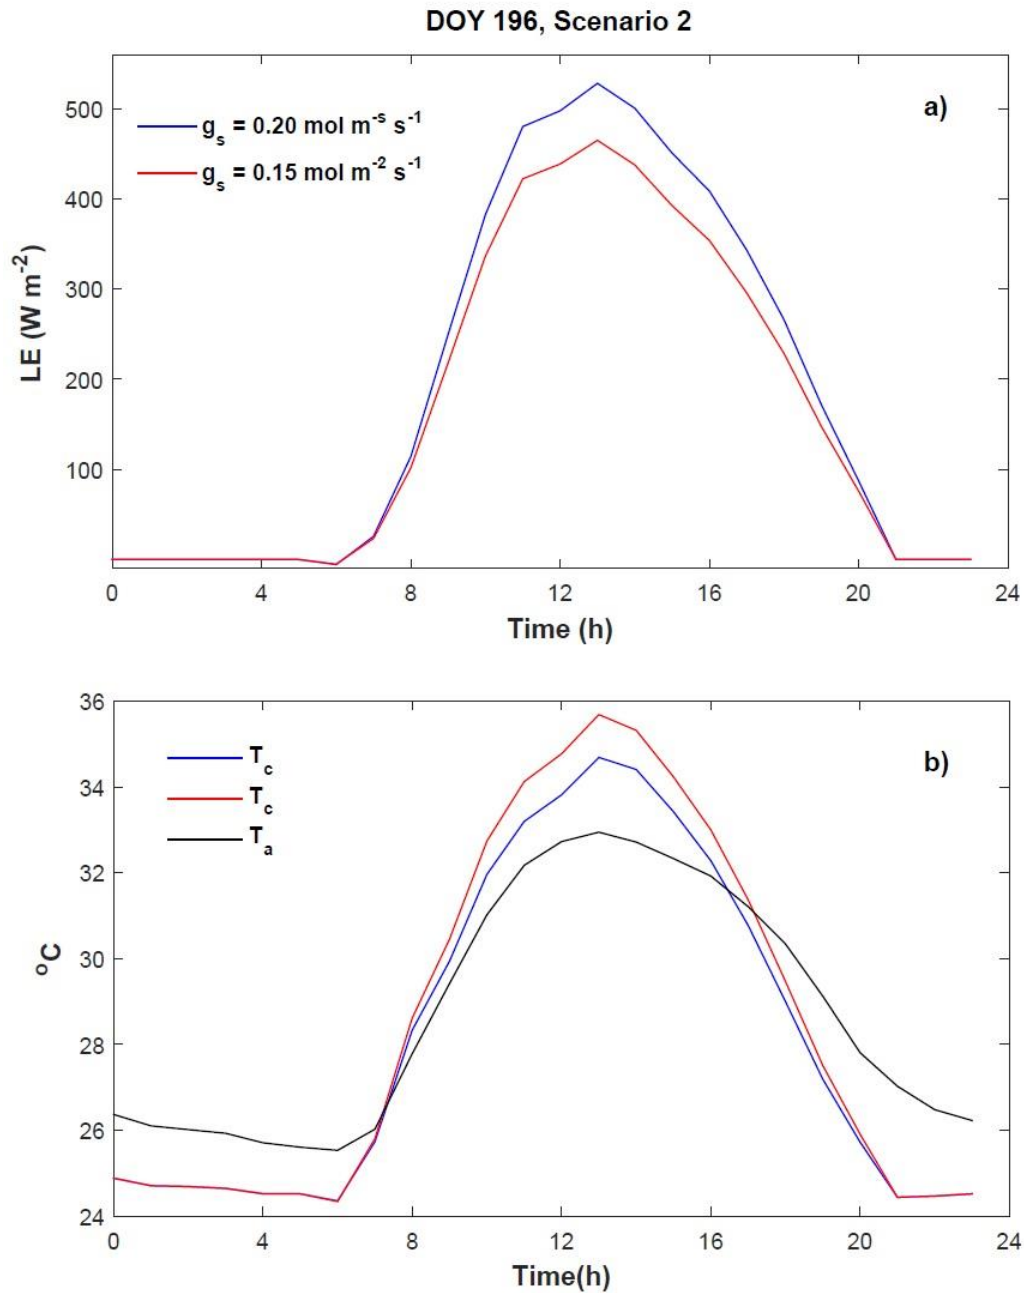 DOY 196, Scenario 2
a)
g_s = 0.20 mol m^-s s^-1
g_s = 0.15 mol m^-2 s^-1
LE (W m^-2)
500
400
300
200
100
0 4 8 12 16 20 24
Time (h)
b)
T_c
T_c
T_a
°C
36
34
32
30
28
26
24
0 4 8 12 16 20 24
Time(h)